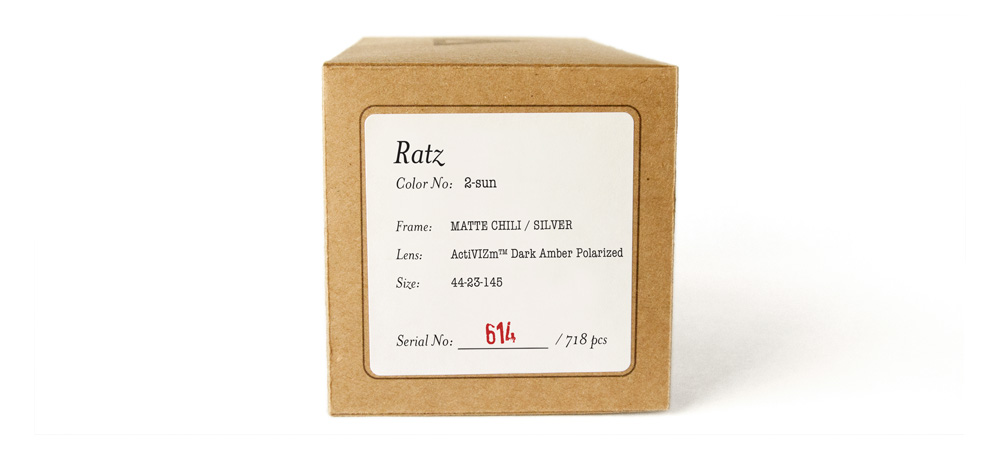 Ratz
Color No: 2-sun
Frame: MATTE CHILI / SILVER
Lens: ActiVIZm™ Dark Amber Polarized
Size: 44-23-145
Serial No: 614 / 718 pcs